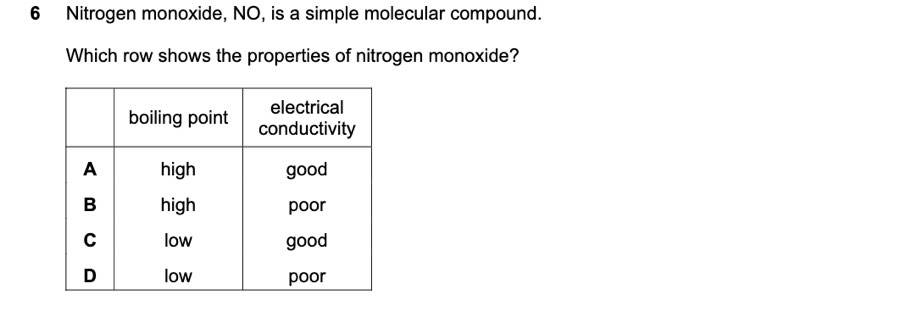 6 Nitrogen monoxide, NO, is a simple molecular compound.
Which row shows the properties of nitrogen monoxide?
boiling point electrical conductivity
A high good
B high poor
C low good
D low poor